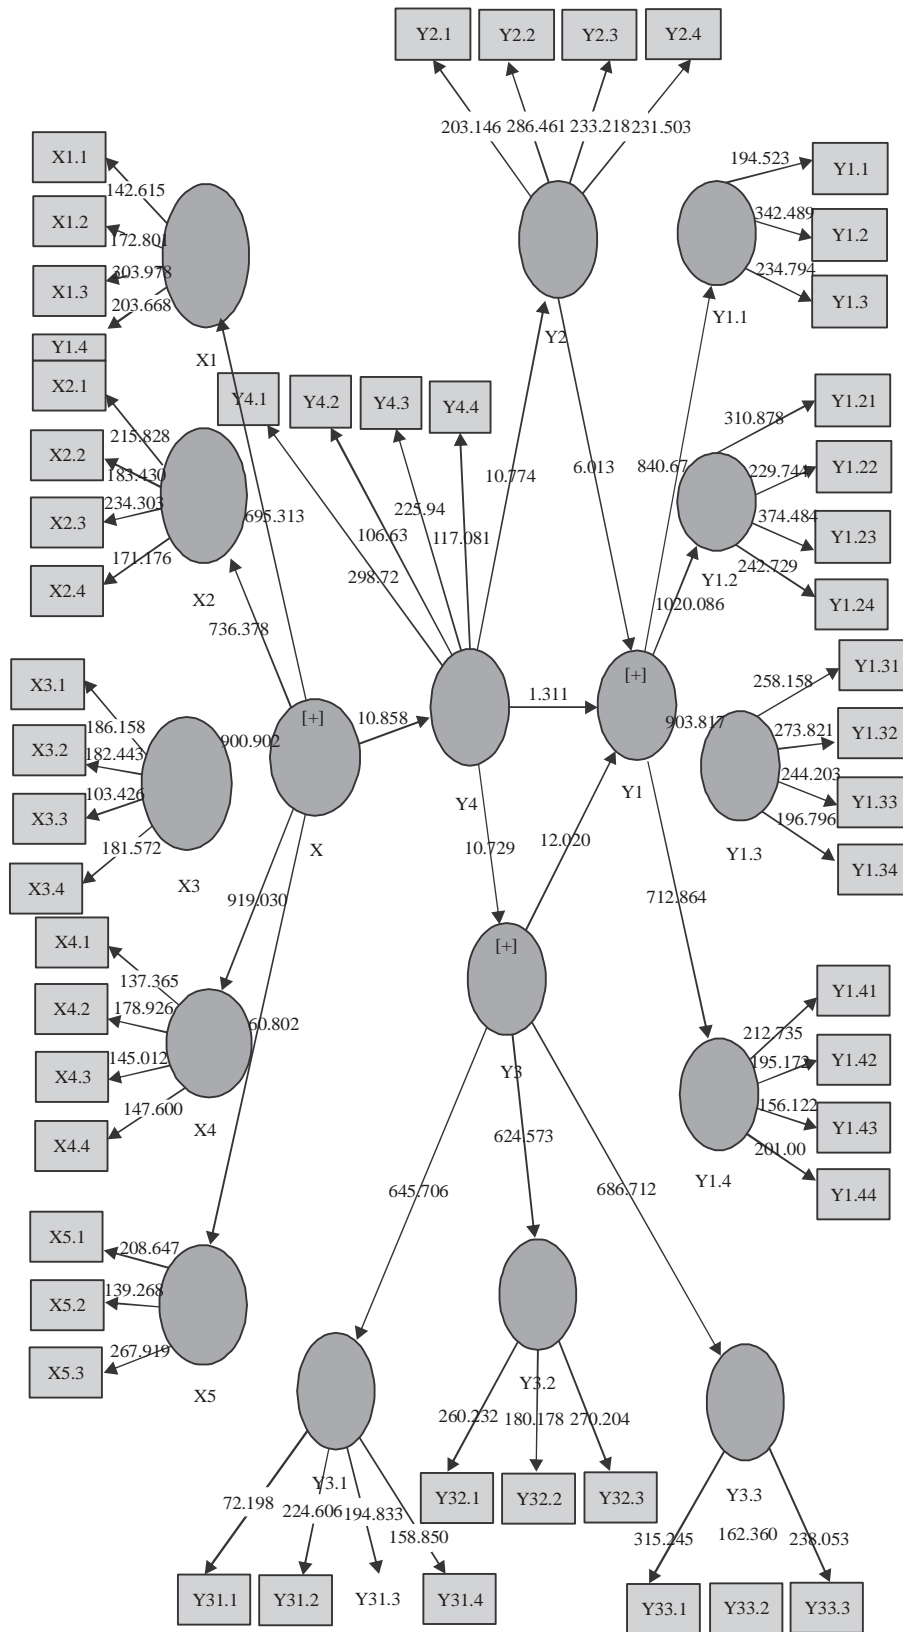 Y2.1 Y2.2 Y2.3 Y2.4
203.146 286.461 233.218 231.503
X1.1
X1.2
X1.3
Y1.4
142.615
172.801
303.978
203.668
X1
194.523
342.489
234.794
Y1.1
Y1.2
Y1.3
Y1.1
Y2
X2.1
X2.2
X2.3
X2.4
215.828
183.430
234.303
171.176
X2
Y4.1 Y4.2 Y4.3 Y4.4
298.72
106.63
225.94
117.081
10.774
6.013
840.67
310.878
229.744
374.484
242.729
Y1.21
Y1.22
Y1.23
Y1.24
Y1.2
1020.086
695.313
736.378
X3.1
X3.2
X3.3
X3.4
186.158
182.443
103.426
181.572
X3
900.902
[+]
X
10.858
Y4
1.311
[+]
Y1
903.817
258.158
273.821
244.203
196.796
Y1.31
Y1.32
Y1.33
Y1.34
Y1.3
10.729
12.020
712.864
919.030
X4.1
X4.2
X4.3
X4.4
137.365
178.926
145.012
147.600
X4
60.802
[+]
Y3
212.735
195.172
156.122
201.00
Y1.41
Y1.42
Y1.43
Y1.44
Y1.4
645.706
624.573
686.712
X5.1
X5.2
X5.3
208.647
139.268
267.919
X5
Y3.1
72.198
224.606
194.833
158.850
Y31.1 Y31.2 Y31.3 Y31.4
Y3.2
260.232 180.178 270.204
Y32.1 Y32.2 Y32.3
Y3.3
315.245 162.360 238.053
Y33.1 Y33.2 Y33.3